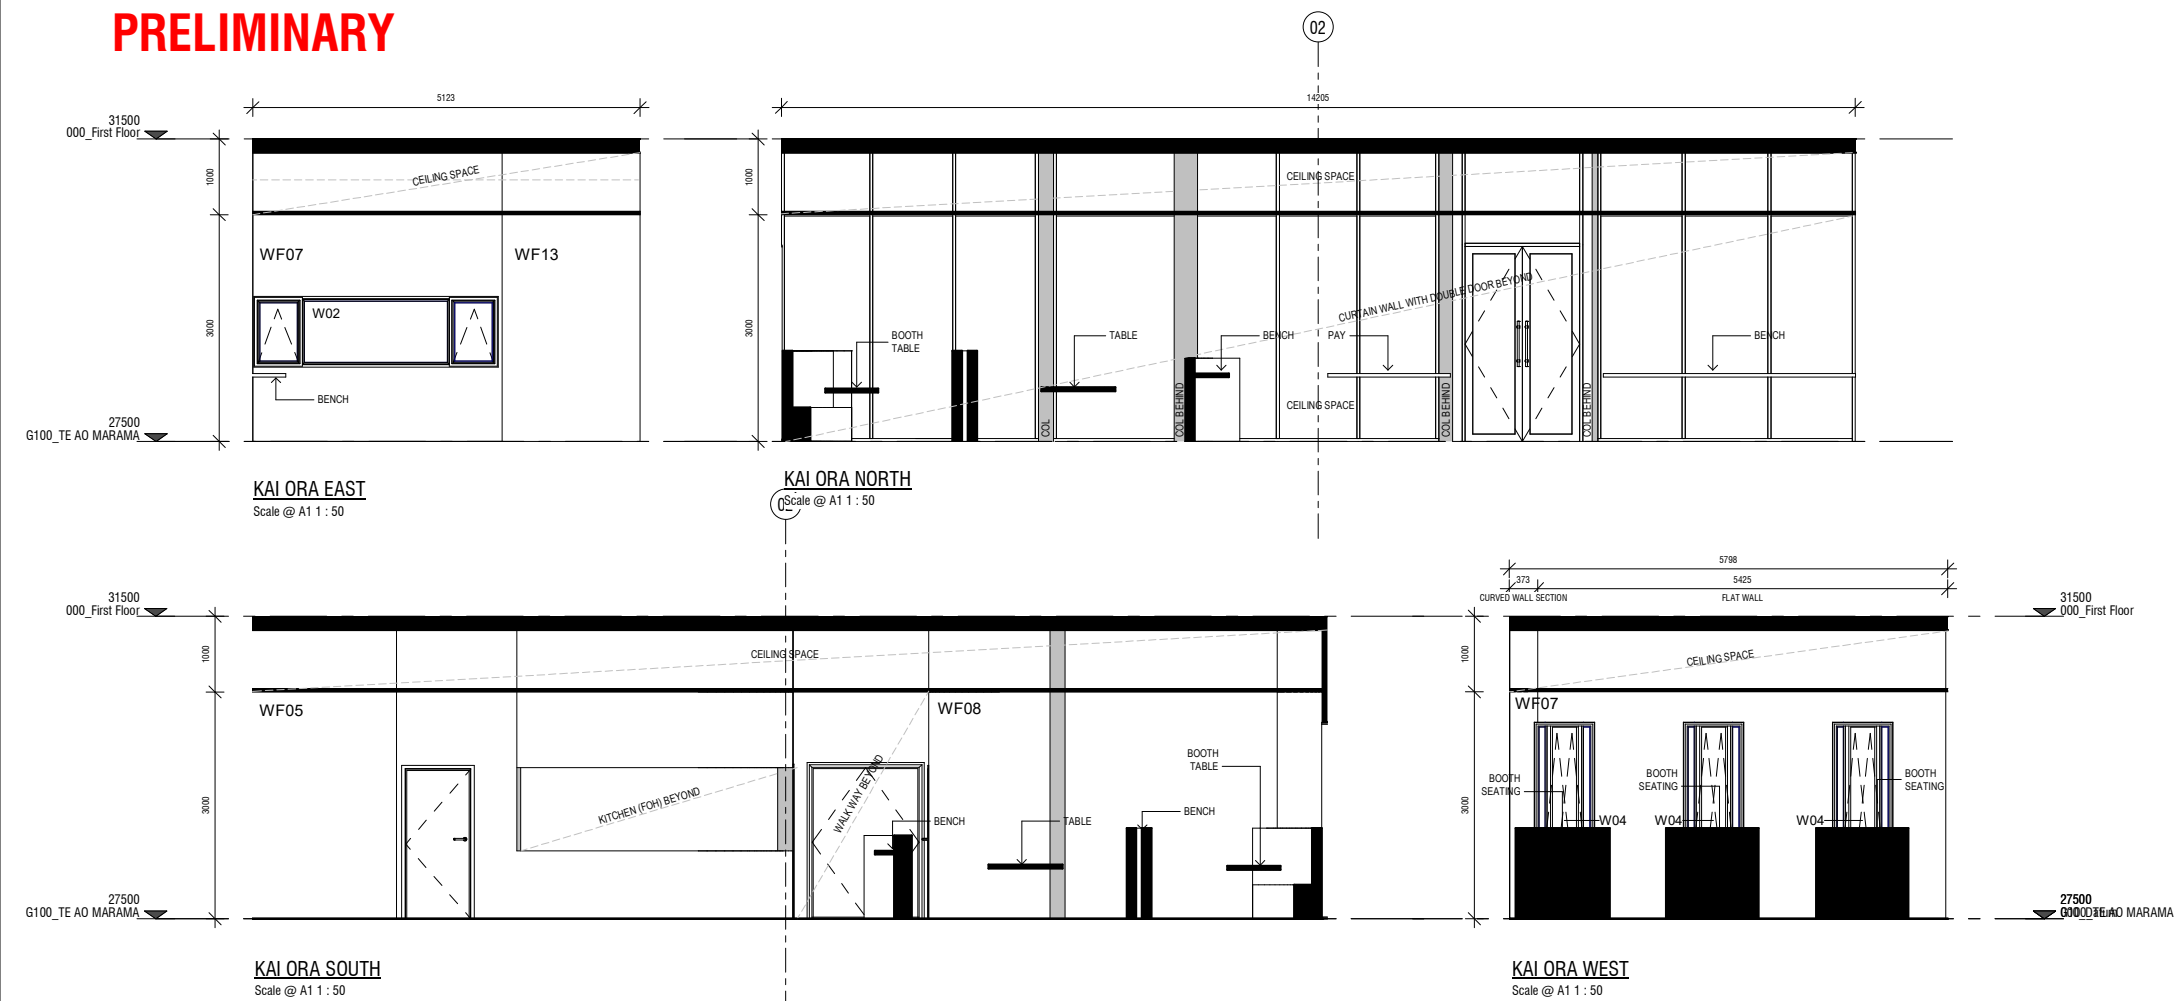 PRELIMINARY
02
5123
14205
31500
000_First Floor
1000
CEILING SPACE
1000
CEILING SPACE
WF07
WF13
3000
W02
BENCH
3000
BOOTH
TABLE
TABLE
BENCH
PAY
CURTAIN WALL WITH DOUBLE DOOR BEYOND
BENCH
CEILING SPACE
COL
COL BEHIND
COL BEHIND
COL BEHIND
27500
G100_TE AO MARAMA
KAI ORA EAST
Scale @ A1 1 : 50
KAI ORA NORTH
Scale @ A1 1 : 50
5798
373
5425
CURVED WALL SECTION
FLAT WALL
31500
000_First Floor
31500
000_First Floor
1000
CEILING SPACE
1000
CEILING SPACE
WF05
WF08
WF07
3000
KITCHEN (FOH) BEYOND
WALKWAY BEYOND
BENCH
TABLE
BENCH
BOOTH
TABLE
3000
BOOTH
SEATING
BOOTH
SEATING
BOOTH
SEATING
W04
W04
W04
27500
G100_TE AO MARAMA
27500
KAI ORA SOUTH
Scale @ A1 1 : 50
KAI ORA WEST
Scale @ A1 1 : 50